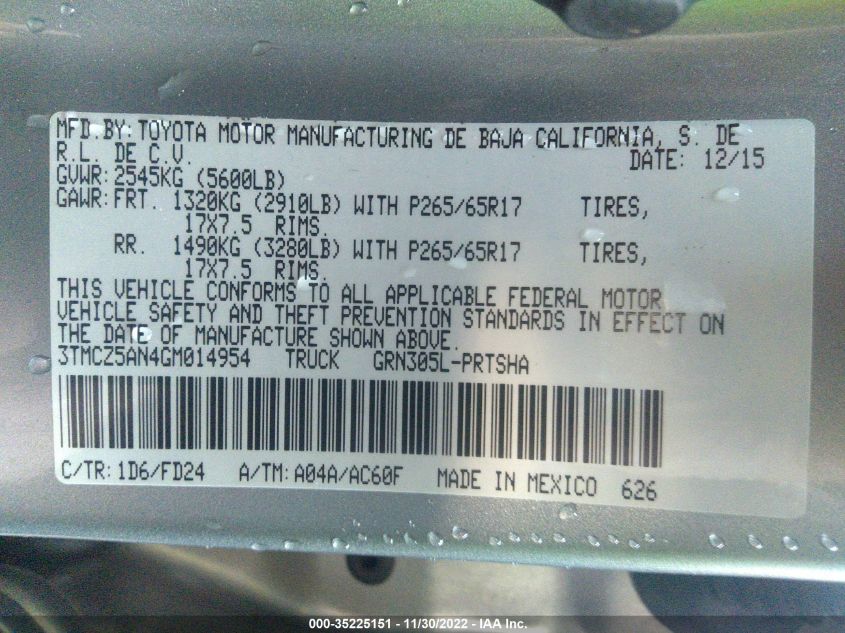 MFD BY: TOYOTA MOTOR MANUFACTURING DE BAJA CALIFORNIA, S. DE
R.L. DE C.V. DATE: 12/15
GVWR: 2545KG (5600LB)
GAWR: FRT. 1320KG (2910LB) WITH P265/65R17 TIRES,
17X7.5 RIMS.
RR. 1490KG (3280LB) WITH P265/65R17 TIRES,
17X7.5 RIMS.
THIS VEHICLE CONFORMS TO ALL APPLICABLE FEDERAL MOTOR
VEHICLE SAFETY AND THEFT PREVENTION STANDARDS IN EFFECT ON
THE DATE OF MANUFACTURE SHOWN ABOVE.
3TMCZ5AN4GM014954 TRUCK GRN305L-PRTSHA
C/TR: 1D6/FD24 A/TM: A04A/AC60F MADE IN MEXICO 626
000-35225151 - 11/30/2022 - IAA Inc.